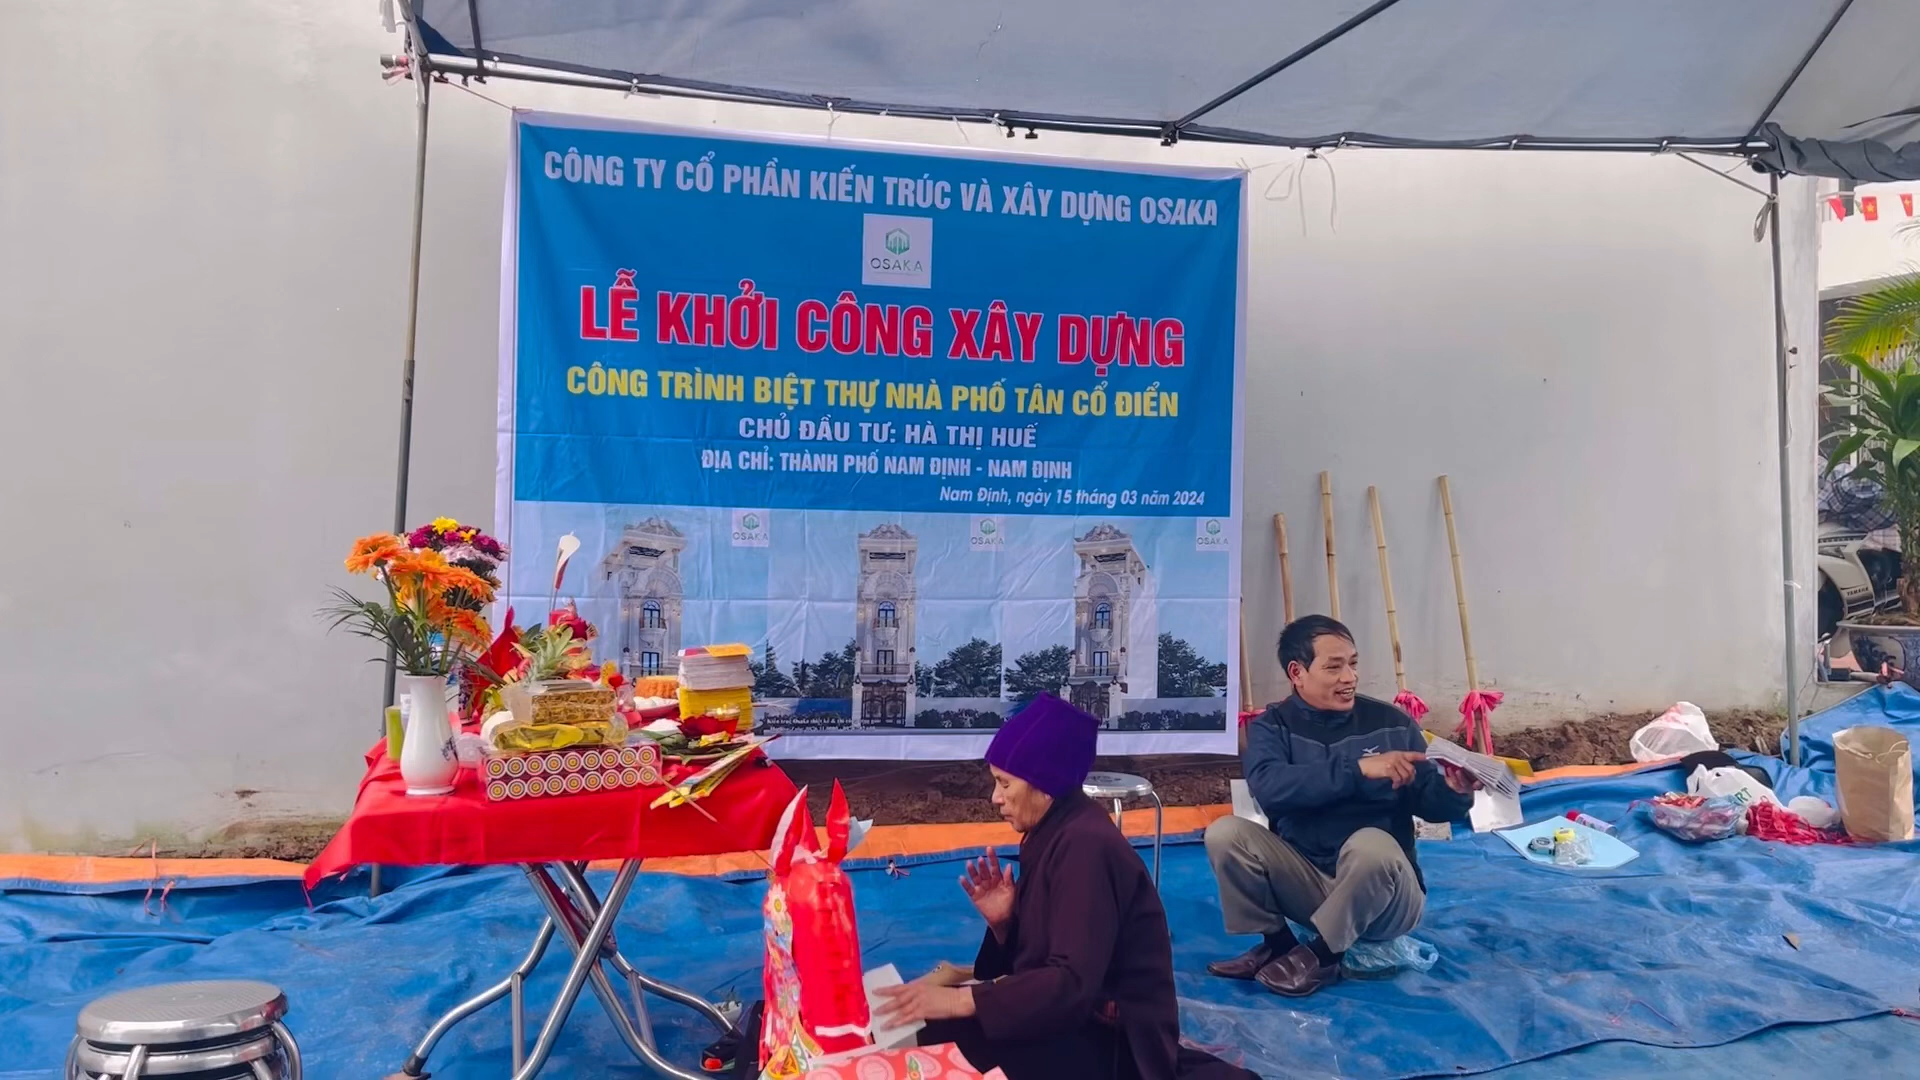 CÔNG TY CỔ PHẦN KIẾN TRÚC VÀ XÂY DỰNG OSAKA
OSAKA
LỄ KHỞI CÔNG XÂY DỰNG
CÔNG TRÌNH BIỆT THỰ NHÀ PHỐ TÂN CỔ ĐIỂN
CHỦ ĐẦU TƯ: HÀ THỊ HUẾ
ĐỊA CHỈ: THÀNH PHỐ NAM ĐỊNH - NAM ĐỊNH
Nam Định, ngày 15 tháng 03 năm 2024
OSAKA
OSAKA
OSAKA
YAMAHA